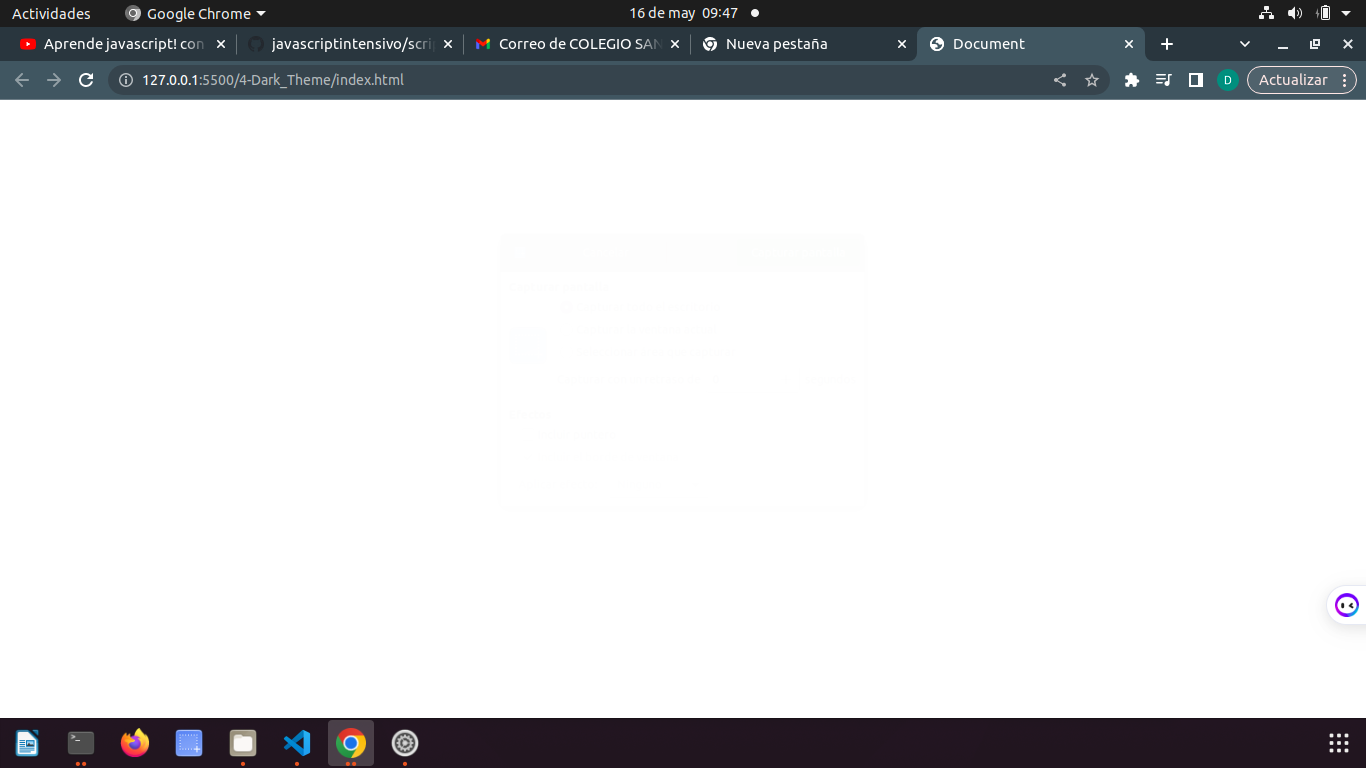 Actividades Google Chrome 16 de may 09:47
Aprende javascript! con javascriptintensivo/scri Correo de COLEGIO SAN Nueva pestaña Document
127.0.0.1:5500/4-Dark_Theme/index.html D Actualizar